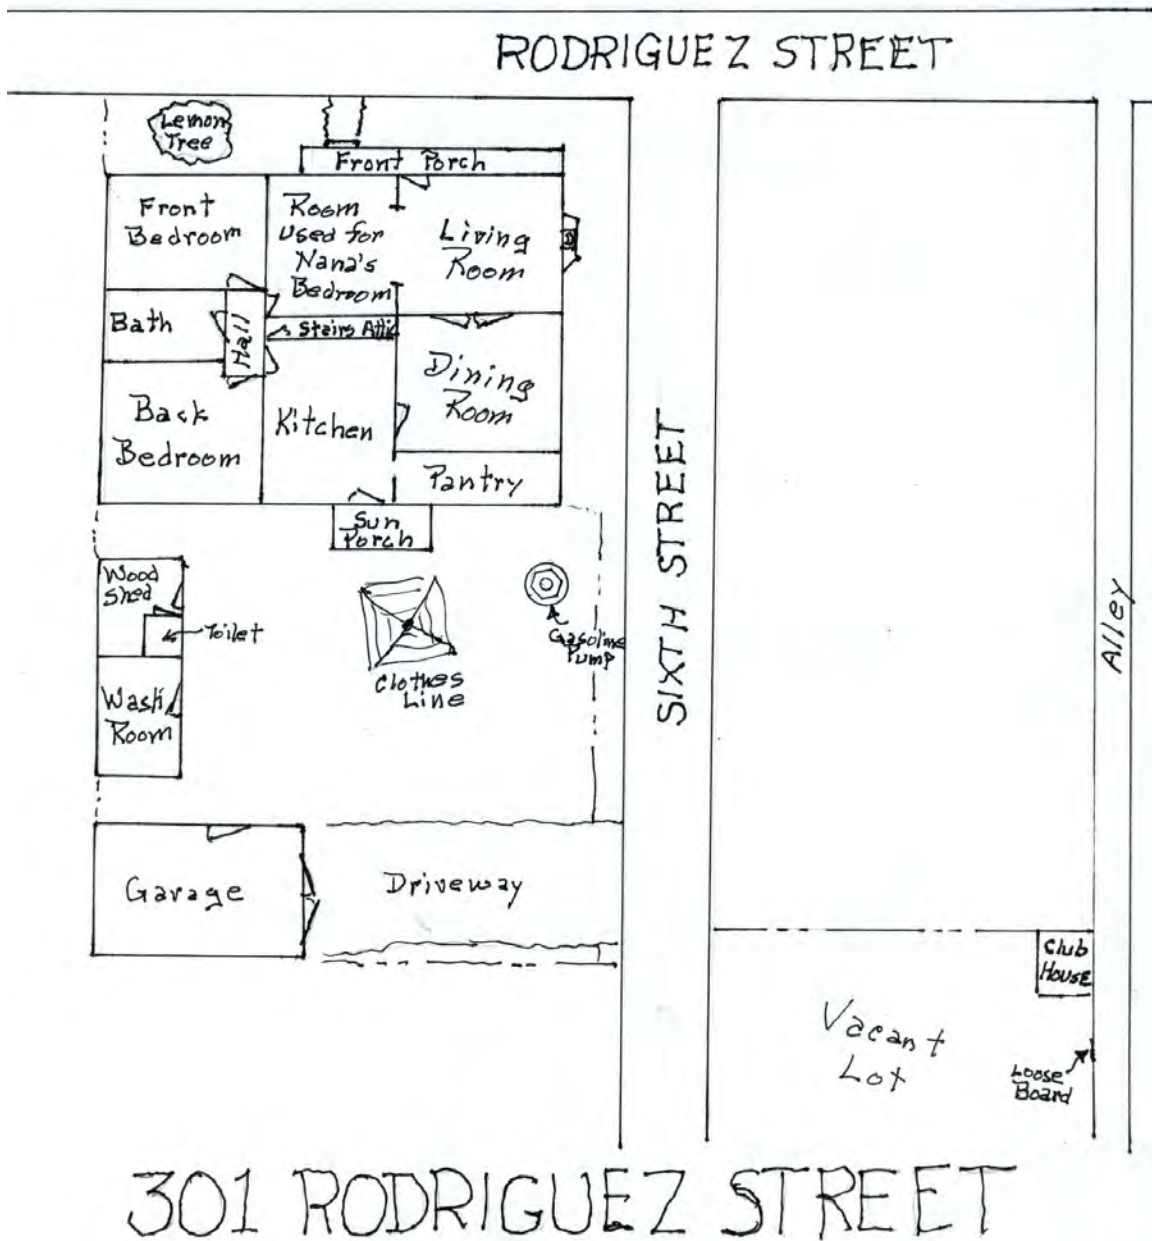 RODRIGUEZ STREET
Lemon
Tree
Front Porch
Front
Bedroom
Room
Used for
Nana's
Bedroom
Living
Room
Bath
Hall
Stairs Attic
Dining
Room
Back
Bedroom
Kitchen
Pantry
Sun
Porch
SIXTH STREET
Alley
Wood
Shed
Toilet
Clothes
Line
Gasoline
Pump
Wash
Room
Garage
Driveway
Club
House
Vacant
Lot
Loose
Board
301 RODRIGUEZ STREET